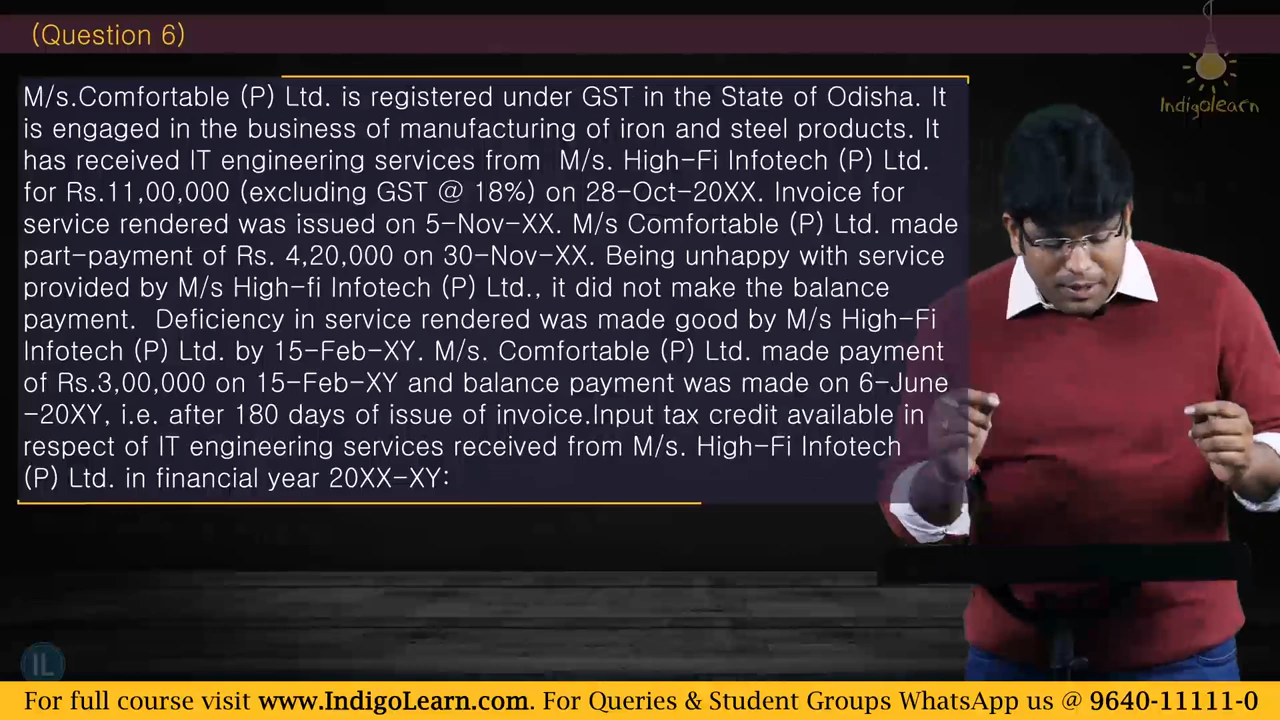 (Question 6)
Indigolearn
M/s.Comfortable (P) Ltd. is registered under GST in the State of Odisha. It
is engaged in the business of manufacturing of iron and steel products. It
has received IT engineering services from M/s. High-Fi Infotech (P) Ltd.
for Rs.11,00,000 (excluding GST @ 18%) on 28-Oct-20XX. Invoice for
service rendered was issued on 5-Nov-XX. M/s Comfortable (P) Ltd. made
part-payment of Rs. 4,20,000 on 30-Nov-XX. Being unhappy with service
provided by M/s High-fi Infotech (P) Ltd., it did not make the balance
payment. Deficiency in service rendered was made good by M/s High-Fi
Infotech (P) Ltd. by 15-Feb-XY. M/s. Comfortable (P) Ltd. made payment
of Rs.3,00,000 on 15-Feb-XY and balance payment was made on 6-June
-20XY, i.e. after 180 days of issue of invoice.Input tax credit available in
respect of IT engineering services received from M/s. High-Fi Infotech
(P) Ltd. in financial year 20XX-XY:
IL
For full course visit www.IndigoLearn.com. For Queries & Student Groups WhatsApp us @ 9640-11111-0